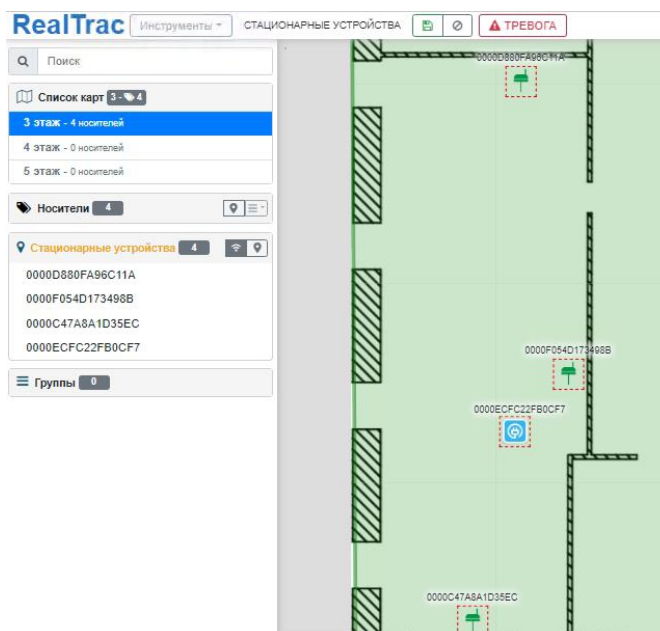 RealTrac Инструменты СТАЦИОНАРНЫЕ УСТРОЙСТВА ТРЕВОГА
Поиск
Список карт 3 - 4
3 этаж - 4 носителей
4 этаж - 0 носителей
5 этаж - 0 носителей
Носители 4
Стационарные устройства 4
0000D880FA96C11A
0000F054D173498B
0000C47A8A1D35EC
0000ECFC22FB0CF7
Группы 0
0000D880FA96C11A
0000F054D173498B
0000ECFC22FB0CF7
0000C47A8A1D35EC